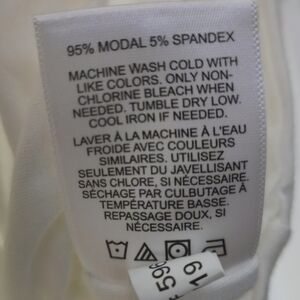 95% MODAL 5% SPANDEX
MACHINE WASH COLD WITH
LIKE COLORS. ONLY NON-
CHLORINE BLEACH WHEN
NEEDED. TUMBLE DRY LOW.
COOL IRON IF NEEDED.
LAVER À LA MACHINE À L'EAU
FROIDE AVEC COULEURS
SIMILAIRES. UTILISEZ
SEULEMENT DU JAVELLISANT
SANS CHLORE, SI NÉCESSAIRE.
SÉCHAGE PAR CULBUTAGE À
TEMPÉRATURE BASSE.
REPASSAGE DOUX, SI
NÉCESSAIRE.